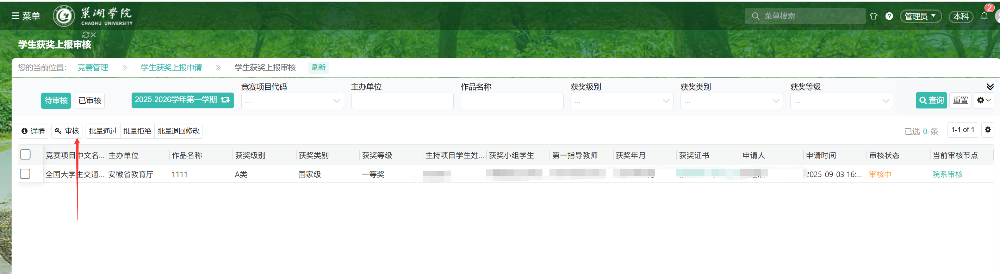 菜单
巢湖學院
CHAOHU UNIVERSITY
菜单搜索
管理员
本科
2
学生获奖上报审核
您的当前位置： 竞赛管理 学生获奖上报申请 学生获奖上报审核 刷新
竞赛项目代码 主办单位 作品名称 获奖级别 获奖类别 获奖等级
待审核 已审核 2025-2026学年第一学期 ... ... ... ... 查询 重置
详情 审核 批量通过 批量拒绝 批量退回修改 已选 0 条 1-1 of 1
竞赛项目中文名... 主办单位 作品名称 获奖级别 获奖类别 获奖等级 主持项目学生姓... 获奖小组学生 第一指导教师 获奖年月 获奖证书 申请人 申请时间 审核状态 当前审核节点
全国大学生交通... 安徽省教育厅 1111 A类 国家级 一等奖 2025-09-03 16:... 审核中 院系审核